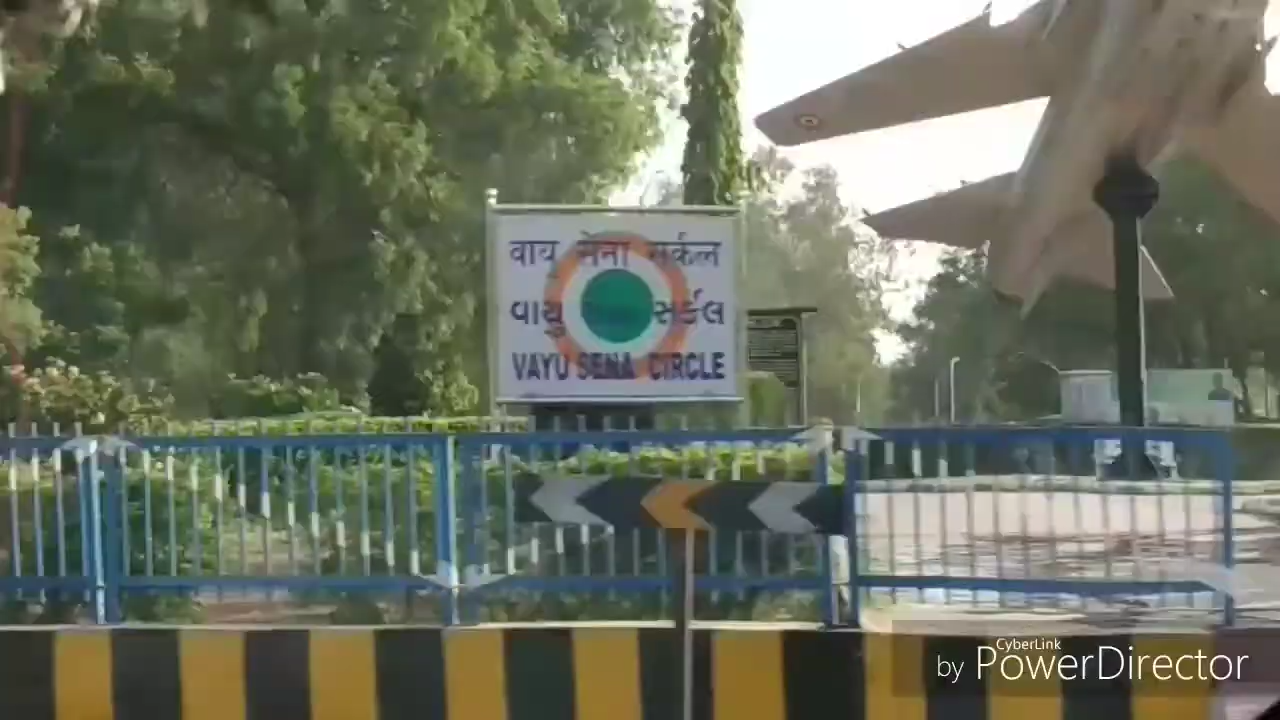 वायु सेना सर्कल
વાયુ સર્કલ
VAYU SENA CIRCLE
CyberLink
by PowerDirector